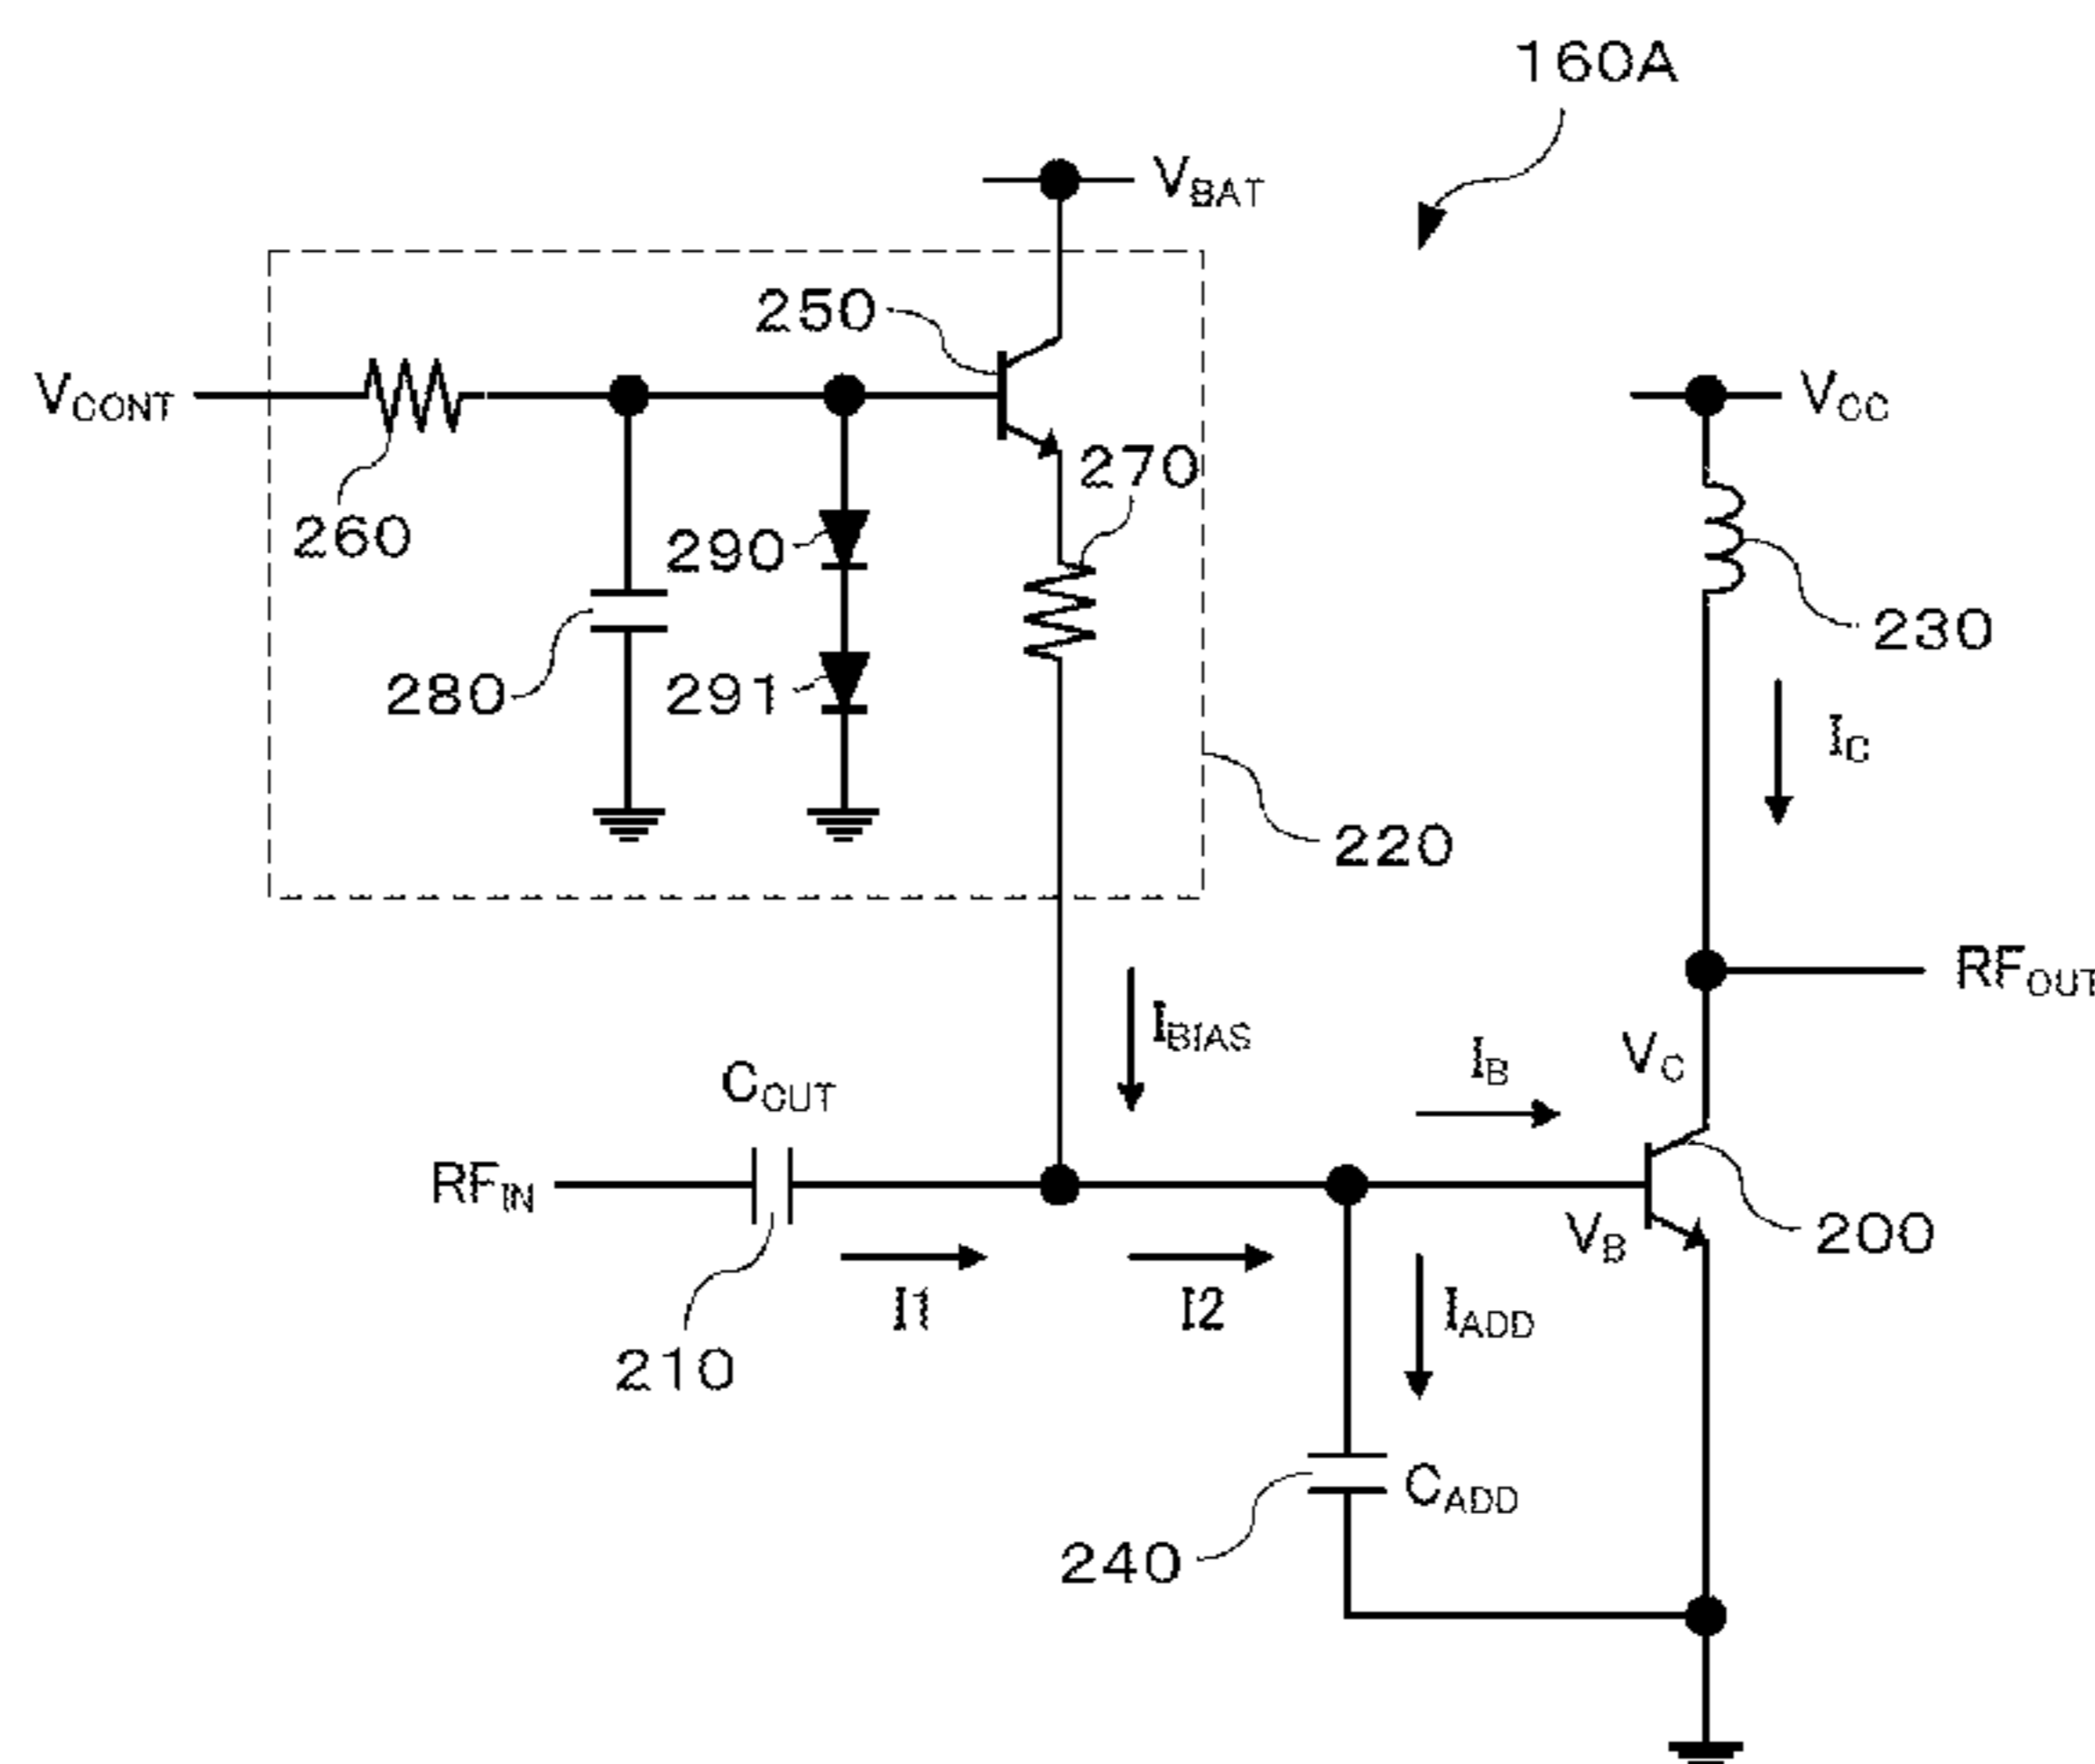 160A
VBAT
250
VCONT
270
VCC
260
290
280
291
230
IC
220
RFOUT
IBIAS
CCUT
IB
VC
RFIN
VB
200
I1
I2
IADD
210
CADD
240